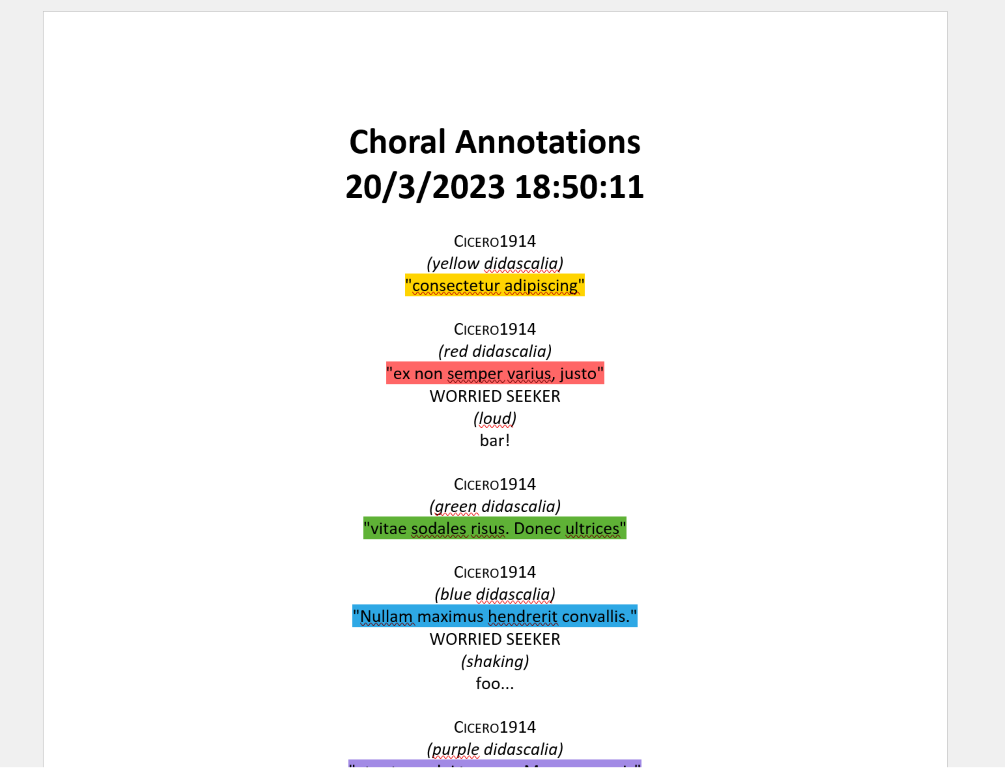 Choral Annotations
20/3/2023 18:50:11
Cicero1914
(yellow didascalia)
"consectetur adipiscing"
Cicero1914
(red didascalia)
"ex non semper varius, justo"
WORRIED SEEKER
(loud)
bar!
Cicero1914
(green didascalia)
"vitae sodales risus. Donec ultrices"
Cicero1914
(blue didascalia)
"Nullam maximus hendrerit convallis."
WORRIED SEEKER
(shaking)
foo...
Cicero1914
(purple didascalia)